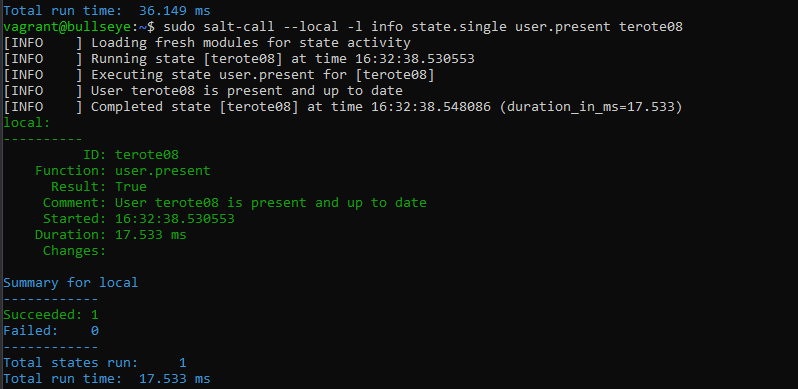 Total run time:  36.149 ms
vagrant@bullseye:~$ sudo salt-call --local -l info state.single user.present terote08
[INFO    ] Loading fresh modules for state activity
[INFO    ] Running state [terote08] at time 16:32:38.530553
[INFO    ] Executing state user.present for [terote08]
[INFO    ] User terote08 is present and up to date
[INFO    ] Completed state [terote08] at time 16:32:38.548086 (duration_in_ms=17.533)
local:
----------
          ID: terote08
    Function: user.present
      Result: True
     Comment: User terote08 is present and up to date
     Started: 16:32:38.530553
    Duration: 17.533 ms
     Changes:

Summary for local
------------
Succeeded: 1
Failed:    0
------------
Total states run:     1
Total run time:  17.533 ms